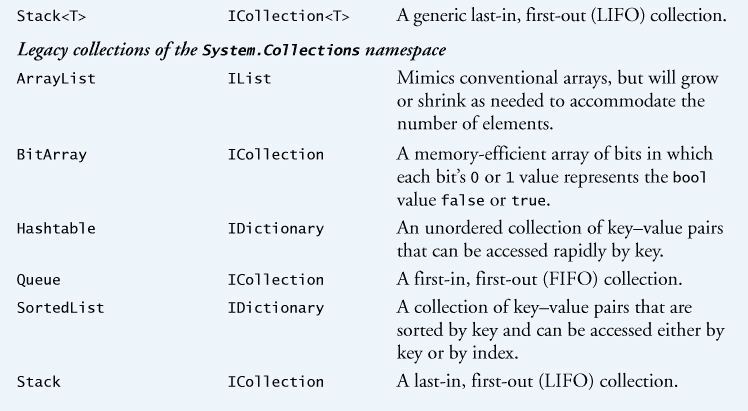 Stack<T> ICollection<T> A generic last-in, first-out (LIFO) collection.
Legacy collections of the System.Collections namespace
ArrayList IList Mimics conventional arrays, but will grow
or shrink as needed to accommodate the
number of elements.
BitArray ICollection A memory-efficient array of bits in which
each bit’s 0 or 1 value represents the bool
value false or true.
Hashtable IDictionary An unordered collection of key–value pairs
that can be accessed rapidly by key.
Queue ICollection A first-in, first-out (FIFO) collection.
SortedList IDictionary A collection of key–value pairs that are
sorted by key and can be accessed either by
key or by index.
Stack ICollection A last-in, first-out (LIFO) collection.